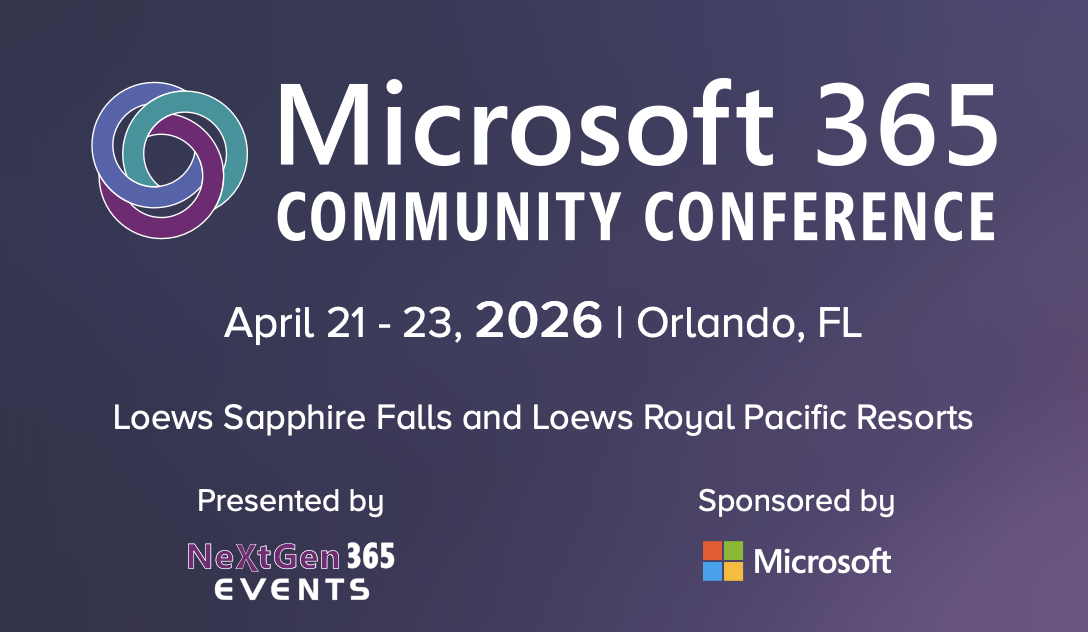 Microsoft 365
COMMUNITY CONFERENCE
April 21 - 23, 2026 | Orlando, FL
Loews Sapphire Falls and Loews Royal Pacific Resorts
Presented by
NeXtGen 365
EVENTS
Sponsored by
Microsoft